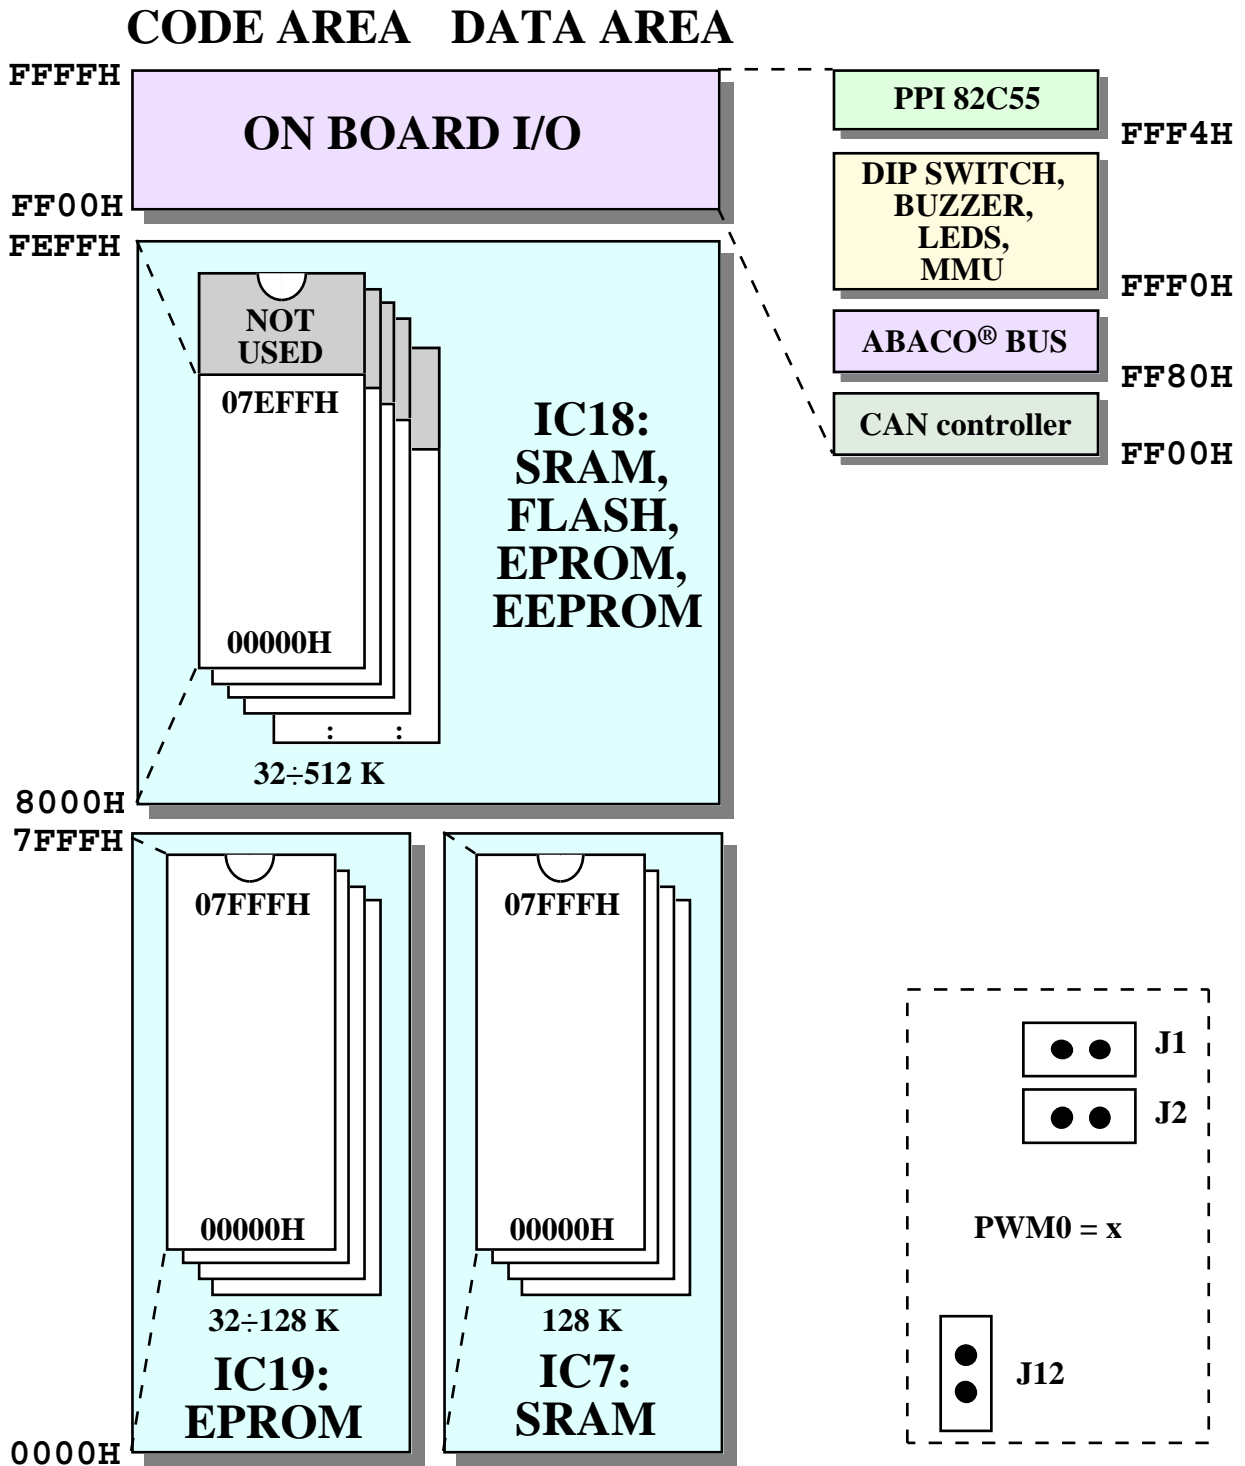 CODE AREA DATA AREA
FFFFH
ON BOARD I/O
FF00H
PPI 82C55
FFF4H
DIP SWITCH,
BUZZER,
LEDS,
MMU
FFF0H
ABACO® BUS
FF80H
CAN controller
FF00H
FEFFH
NOT
USED
07EFFH
00000H
: :
32÷512 K
IC18:
SRAM,
FLASH,
EPROM,
EEPROM
8000H
7FFFH
07FFFH
00000H
32÷128 K
IC19:
EPROM
07FFFH
00000H
128 K
IC7:
SRAM
0000H
J1
J2
PWM0 = x
J12